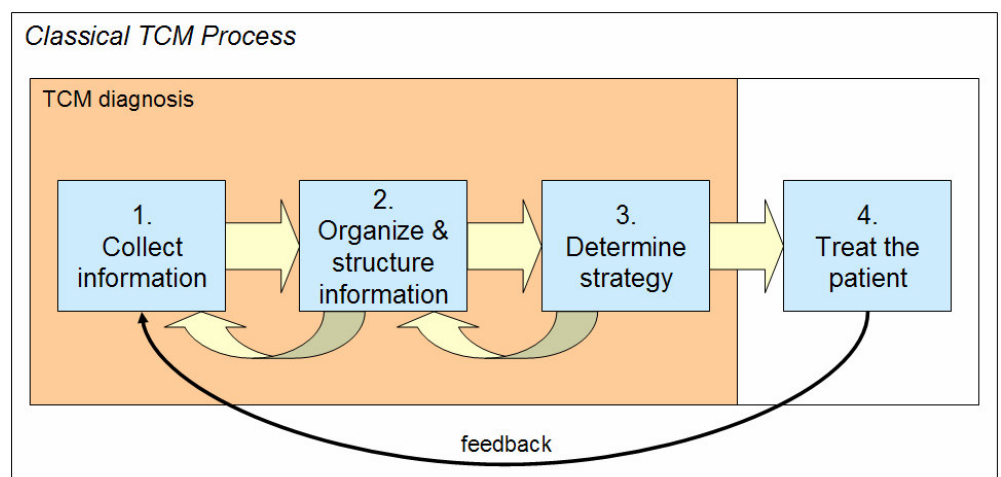 Classical TCM Process
TCM diagnosis
1.
Collect
information
2.
Organize &
structure
information
3.
Determine
strategy
4.
Treat the
patient
feedback